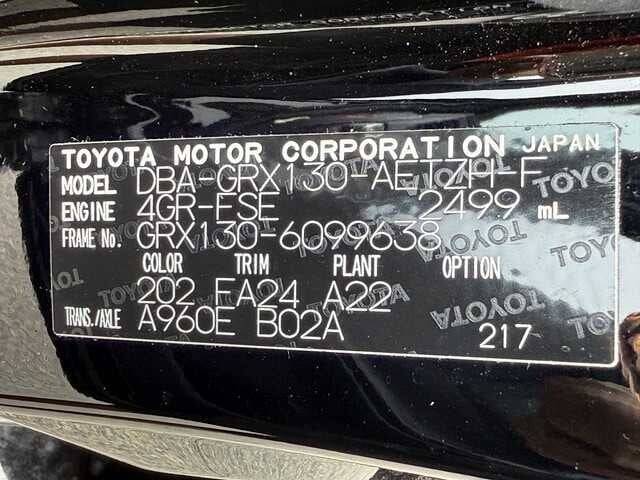 TOYOTA MOTOR CORPORATION JAPAN
MODEL DBA-GRX130-AETZH-F
ENGINE 4GR-ESE 2499 mL
FRAME No. GRX130-6099638
COLOR TRIM PLANT OPTION
202 FA24 A22
TRANS./AXLE A960E B02A 217